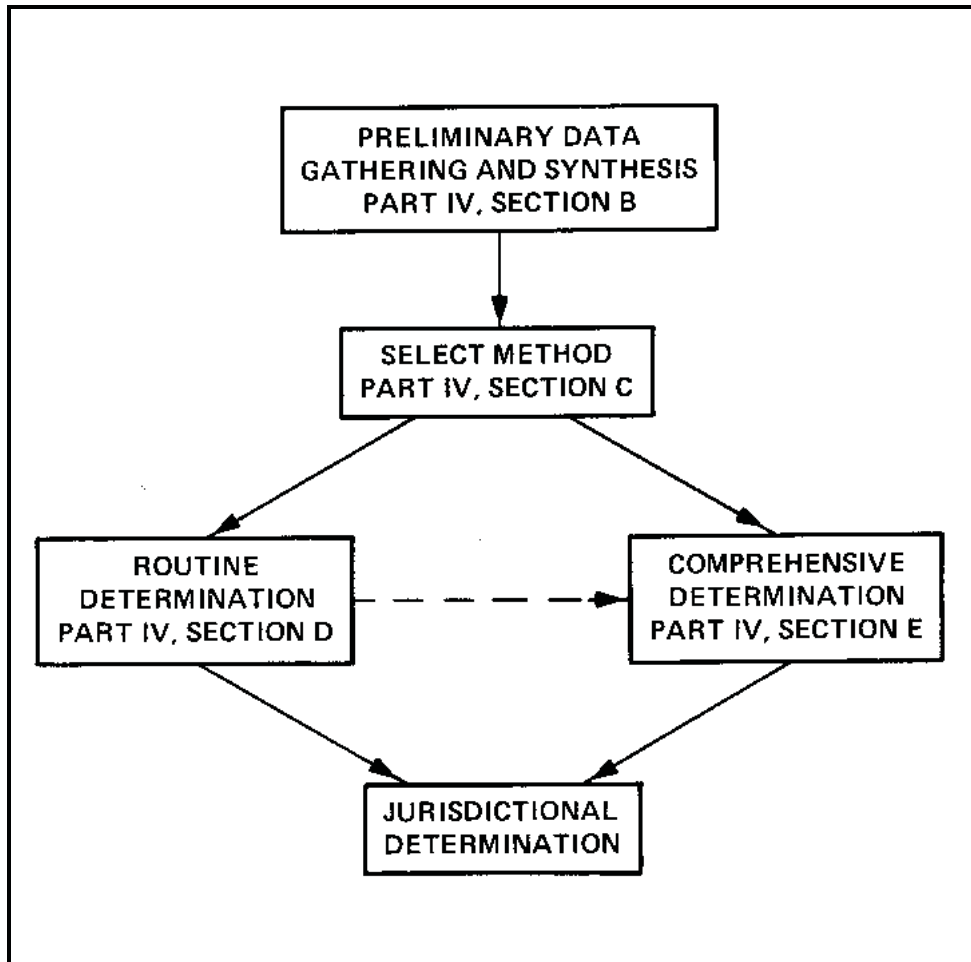 PRELIMINARY DATA
GATHERING AND SYNTHESIS
PART IV, SECTION B
SELECT METHOD
PART IV, SECTION C
ROUTINE
DETERMINATION
PART IV, SECTION D
COMPREHENSIVE
DETERMINATION
PART IV, SECTION E
JURISDICTIONAL
DETERMINATION